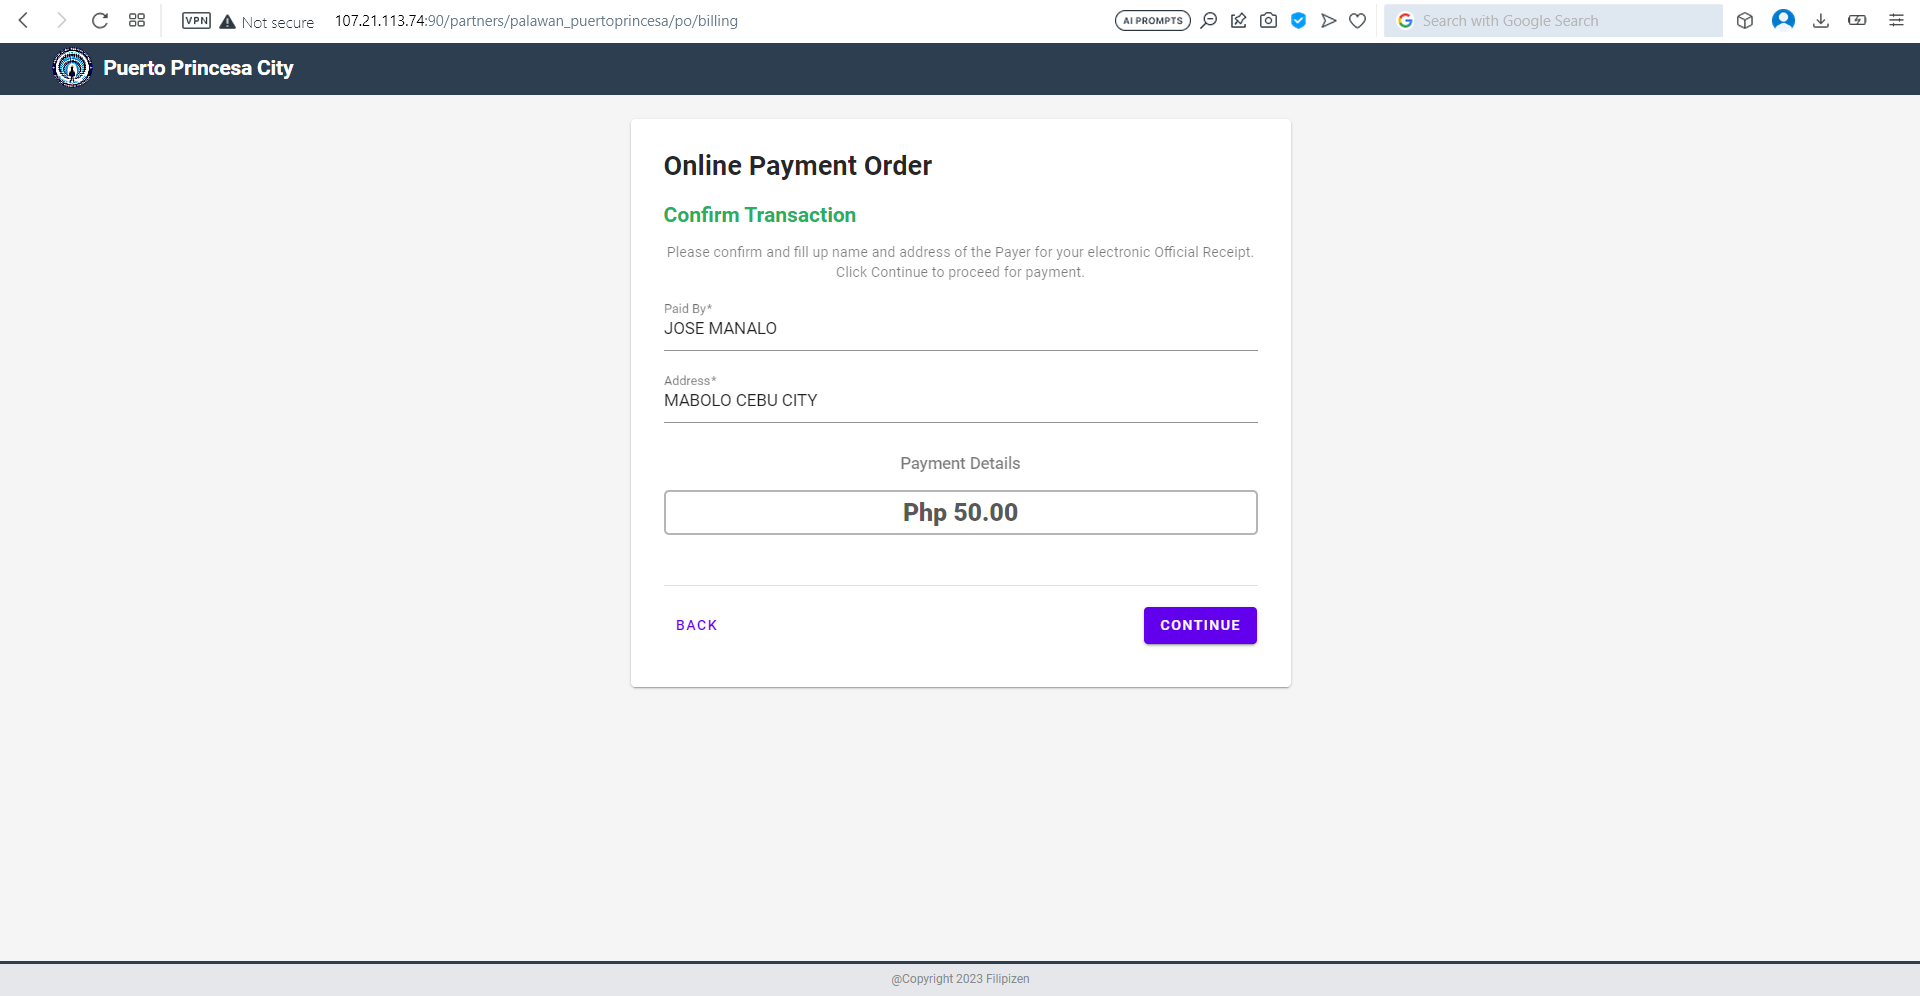 VPN Not secure 107.21.113.74:90/partners/palawan_puertoprincesa/po/billing AI PROMPTS Search with Google Search
Puerto Princesa City
Online Payment Order
Confirm Transaction
Please confirm and fill up name and address of the Payer for your electronic Official Receipt.
Click Continue to proceed for payment.
Paid By*
JOSE MANALO
Address*
MABOLO CEBU CITY
Payment Details
Php 50.00
BACK CONTINUE
@Copyright 2023 Filipizen